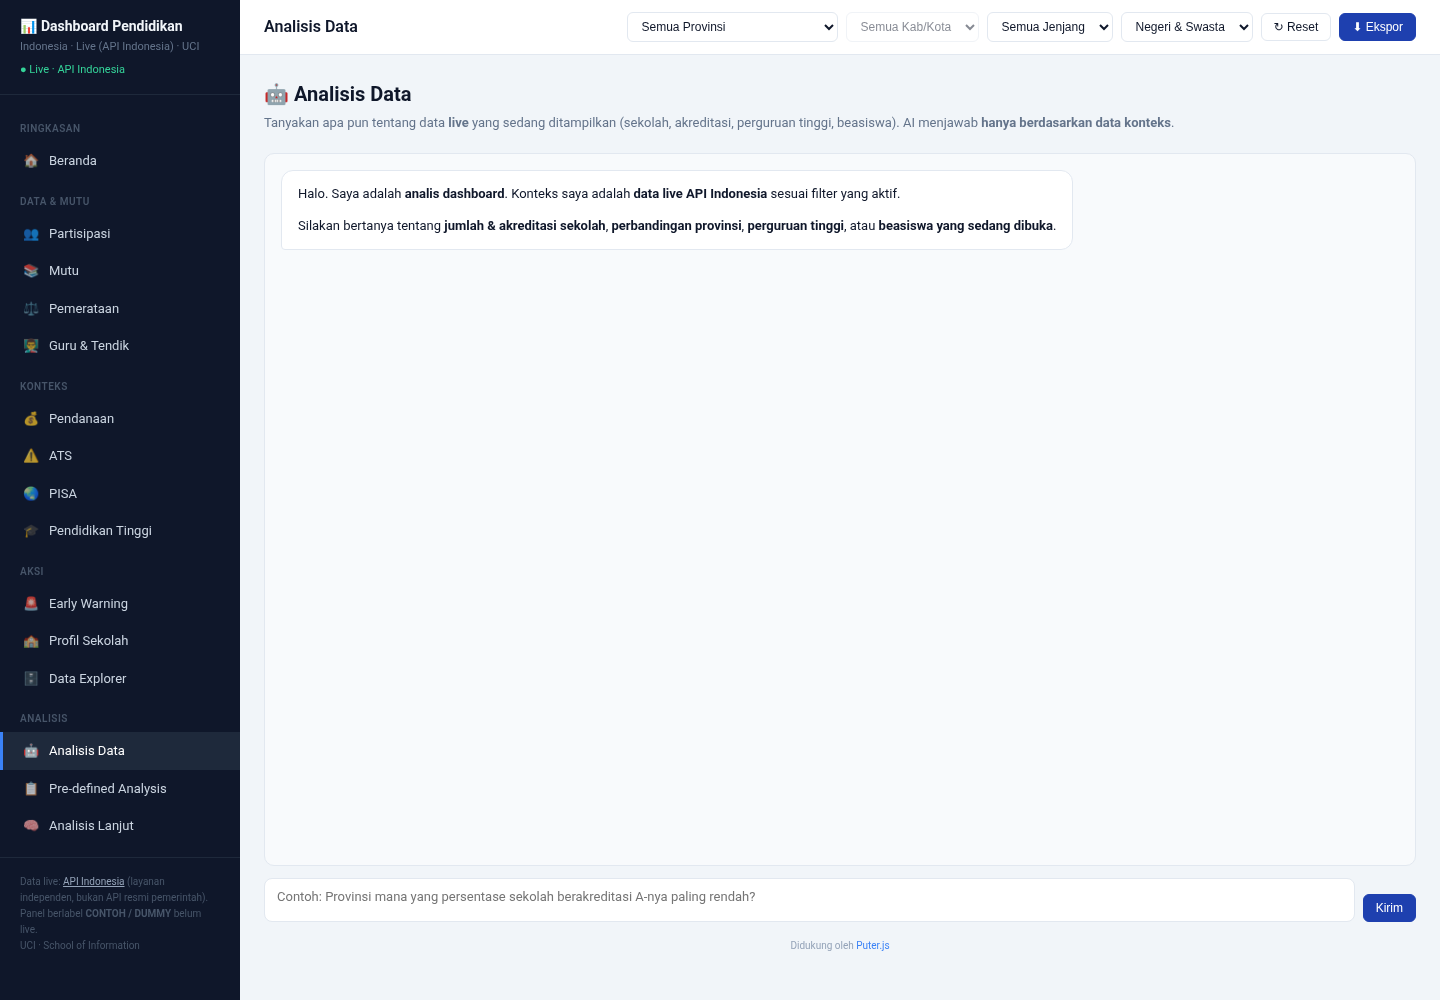 📊 Dashboard Pendidikan
Indonesia · Live (API Indonesia) · UCI
● Live · API Indonesia
RINGKASAN
Beranda
DATA & MUTU
Partisipasi
Mutu
Pemerataan
Guru & Tendik
KONTEKS
Pendanaan
ATS
PISA
Pendidikan Tinggi
AKSI
Early Warning
Profil Sekolah
Data Explorer
ANALISIS
Analisis Data
Pre-defined Analysis
Analisis Lanjut
Data live: API Indonesia (layanan
independen, bukan API resmi pemerintah).
Panel berlabel CONTOH / DUMMY belum
live.
UCI · School of Information
Analisis Data
Semua Provinsi
Semua Kab/Kota
Semua Jenjang
Negeri & Swasta
↻ Reset
⬇ Ekspor
🤖 Analisis Data
Tanyakan apa pun tentang data live yang sedang ditampilkan (sekolah, akreditasi, perguruan tinggi, beasiswa). AI menjawab hanya berdasarkan data konteks.
Halo. Saya adalah analis dashboard. Konteks saya adalah data live API Indonesia sesuai filter yang aktif.
Silakan bertanya tentang jumlah & akreditasi sekolah, perbandingan provinsi, perguruan tinggi, atau beasiswa yang sedang dibuka.
Contoh: Provinsi mana yang persentase sekolah berakreditasi A-nya paling rendah?
Kirim
Didukung oleh Puter.js